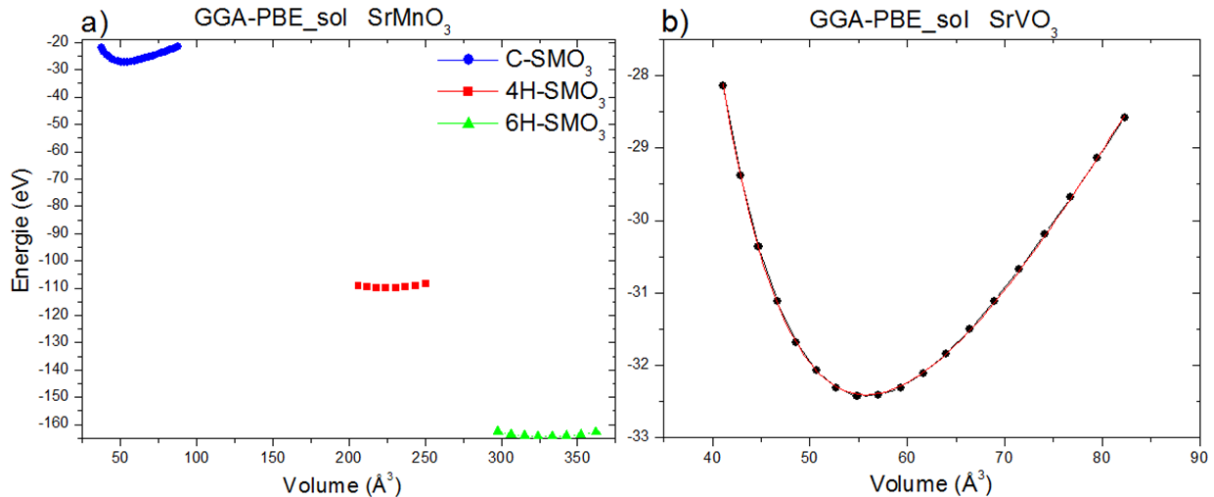 a) GGA-PBE_sol SrMnO₃
-20
-30
-40
-50
-60
-70
-80
-90
-100
-110
-120
-130
-140
-150
-160
Energie (eV)
C-SMO₃
4H-SMO₃
6H-SMO₃
50 100 150 200 250 300 350
Volume (Å³)
b) GGA-PBE_sol SrVO₃
-28
-29
-30
-31
-32
-33
40 50 60 70 80 90
Volume (Å³)